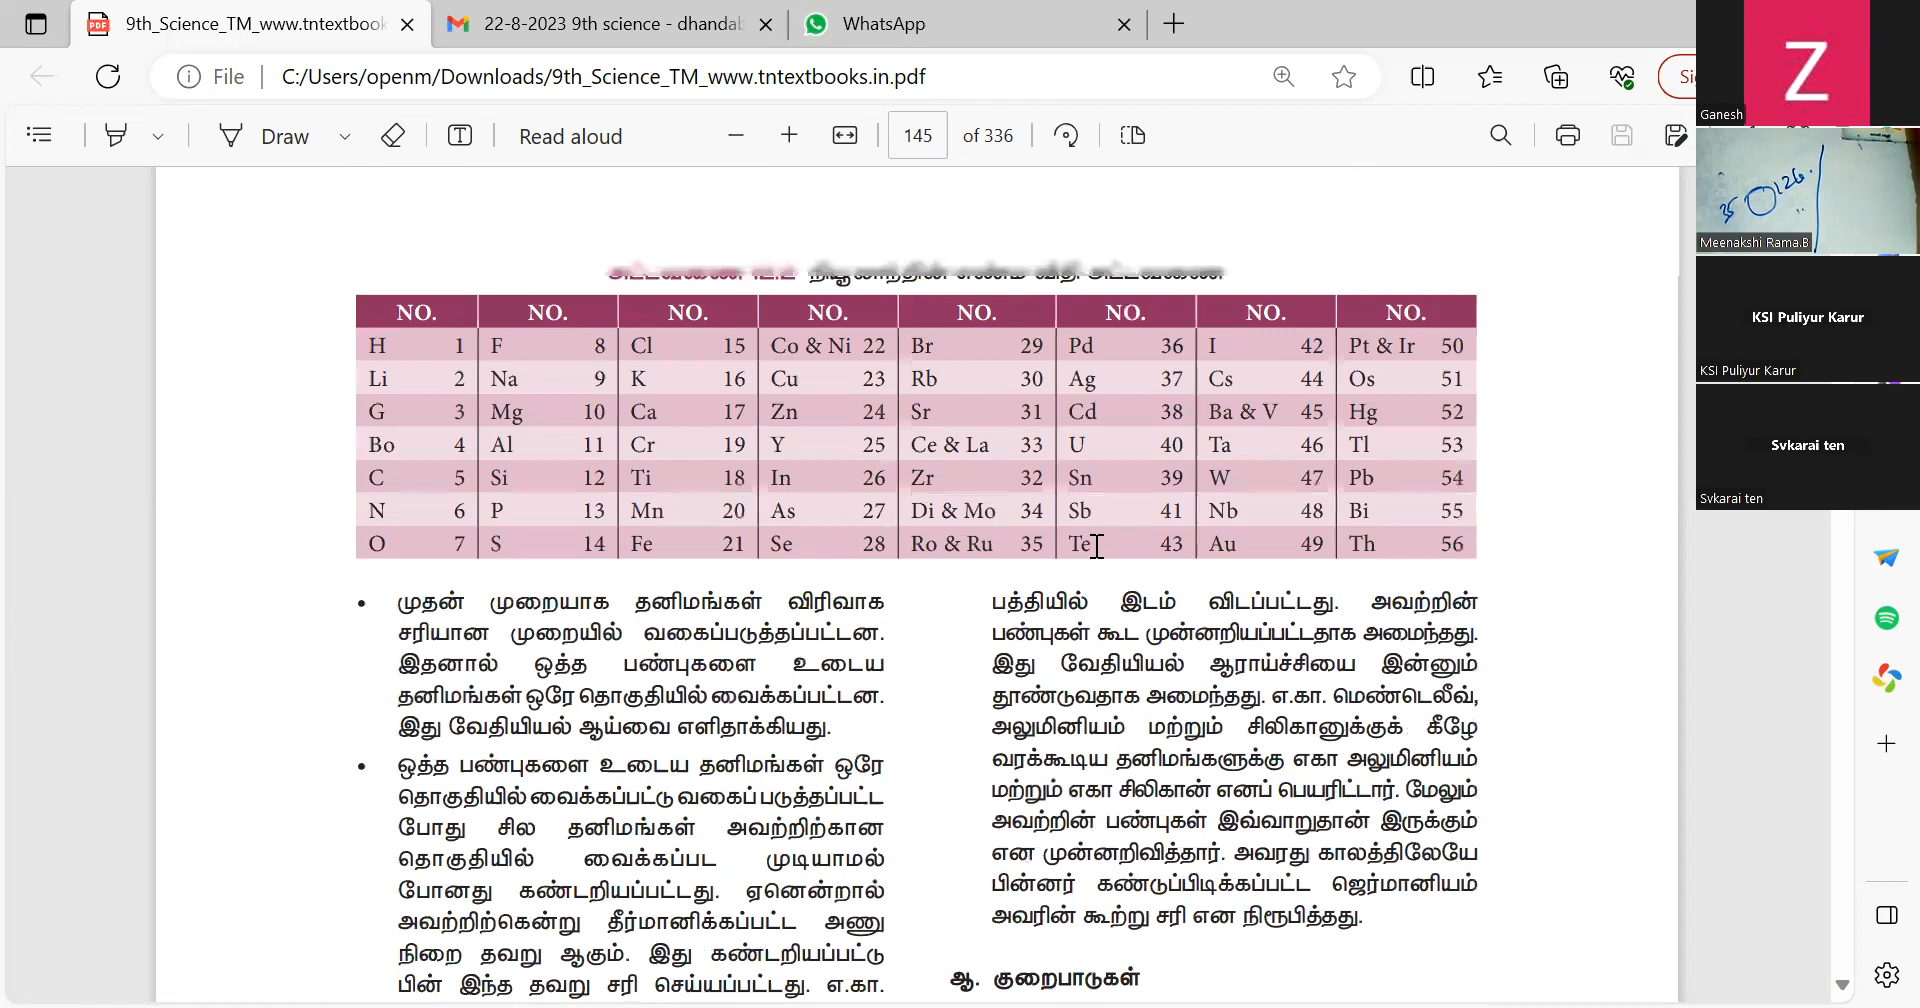 9th_Science_TM_www.tntextbook
22-8-2023 9th science - dhandab
WhatsApp
File
C:/Users/openm/Downloads/9th_Science_TM_www.tntextbooks.in.pdf
Draw
Read aloud
145 of 336
Z
Ganesh
35 126
Meenakshi Rama.B
KSI Puliyur Karur
KSI Puliyur Karur
Svkarai ten
Svkarai ten
அட்டவணை 12.2 நியூலாந்தின் எண்ம விதி அட்டவணை
NO. NO. NO. NO. NO. NO. NO. NO.
H 1 F 8 Cl 15 Co & Ni 22 Br 29 Pd 36 I 42 Pt & Ir 50
Li 2 Na 9 K 16 Cu 23 Rb 30 Ag 37 Cs 44 Os 51
G 3 Mg 10 Ca 17 Zn 24 Sr 31 Cd 38 Ba & V 45 Hg 52
Bo 4 Al 11 Cr 19 Y 25 Ce & La 33 U 40 Ta 46 Tl 53
C 5 Si 12 Ti 18 In 26 Zr 32 Sn 39 W 47 Pb 54
N 6 P 13 Mn 20 As 27 Di & Mo 34 Sb 41 Nb 48 Bi 55
O 7 S 14 Fe 21 Se 28 Ro & Ru 35 Te 43 Au 49 Th 56
• முதன் முறையாக தனிமங்கள் விரிவாக
சரியான முறையில் வகைப்படுத்தப்பட்டன.
இதனால் ஒத்த பண்புகளை உடைய
தனிமங்கள் ஒரே தொகுதியில் வைக்கப்பட்டன.
இது வேதியியல் ஆய்வை எளிதாக்கியது.
• ஒத்த பண்புகளை உடைய தனிமங்கள் ஒரே
தொகுதியில் வைக்கப்பட்டு வகைப் படுத்தப்பட்ட
போது சில தனிமங்கள் அவற்றிற்கான
தொகுதியில் வைக்கப்பட முடியாமல்
போனது கண்டறியப்பட்டது. ஏனென்றால்
அவற்றிற்கென்று தீர்மானிக்கப்பட்ட அணு
நிறை தவறு ஆகும். இது கண்டறியப்பட்டு
பின் இந்த தவறு சரி செய்யப்பட்டது. எ.கா.
பத்தியில் இடம் விடப்பட்டது. அவற்றின்
பண்புகள் கூட முன்னறியப்பட்டதாக அமைந்தது.
இது வேதியியல் ஆராய்ச்சியை இன்னும்
தூண்டுவதாக அமைந்தது. எ.கா. மெண்டெலீவ்,
அலுமினியம் மற்றும் சிலிகானுக்குக் கீழே
வரக்கூடிய தனிமங்களுக்கு எகா அலுமினியம்
மற்றும் எகா சிலிகான் எனப் பெயரிட்டார். மேலும்
அவற்றின் பண்புகள் இவ்வாறுதான் இருக்கும்
என முன்னறிவித்தார். அவரது காலத்திலேயே
பின்னர் கண்டுப்பிடிக்கப்பட்ட ஜெர்மானியம்
அவரின் கூற்று சரி என நிரூபித்தது.
ஆ. குறைபாடுகள்